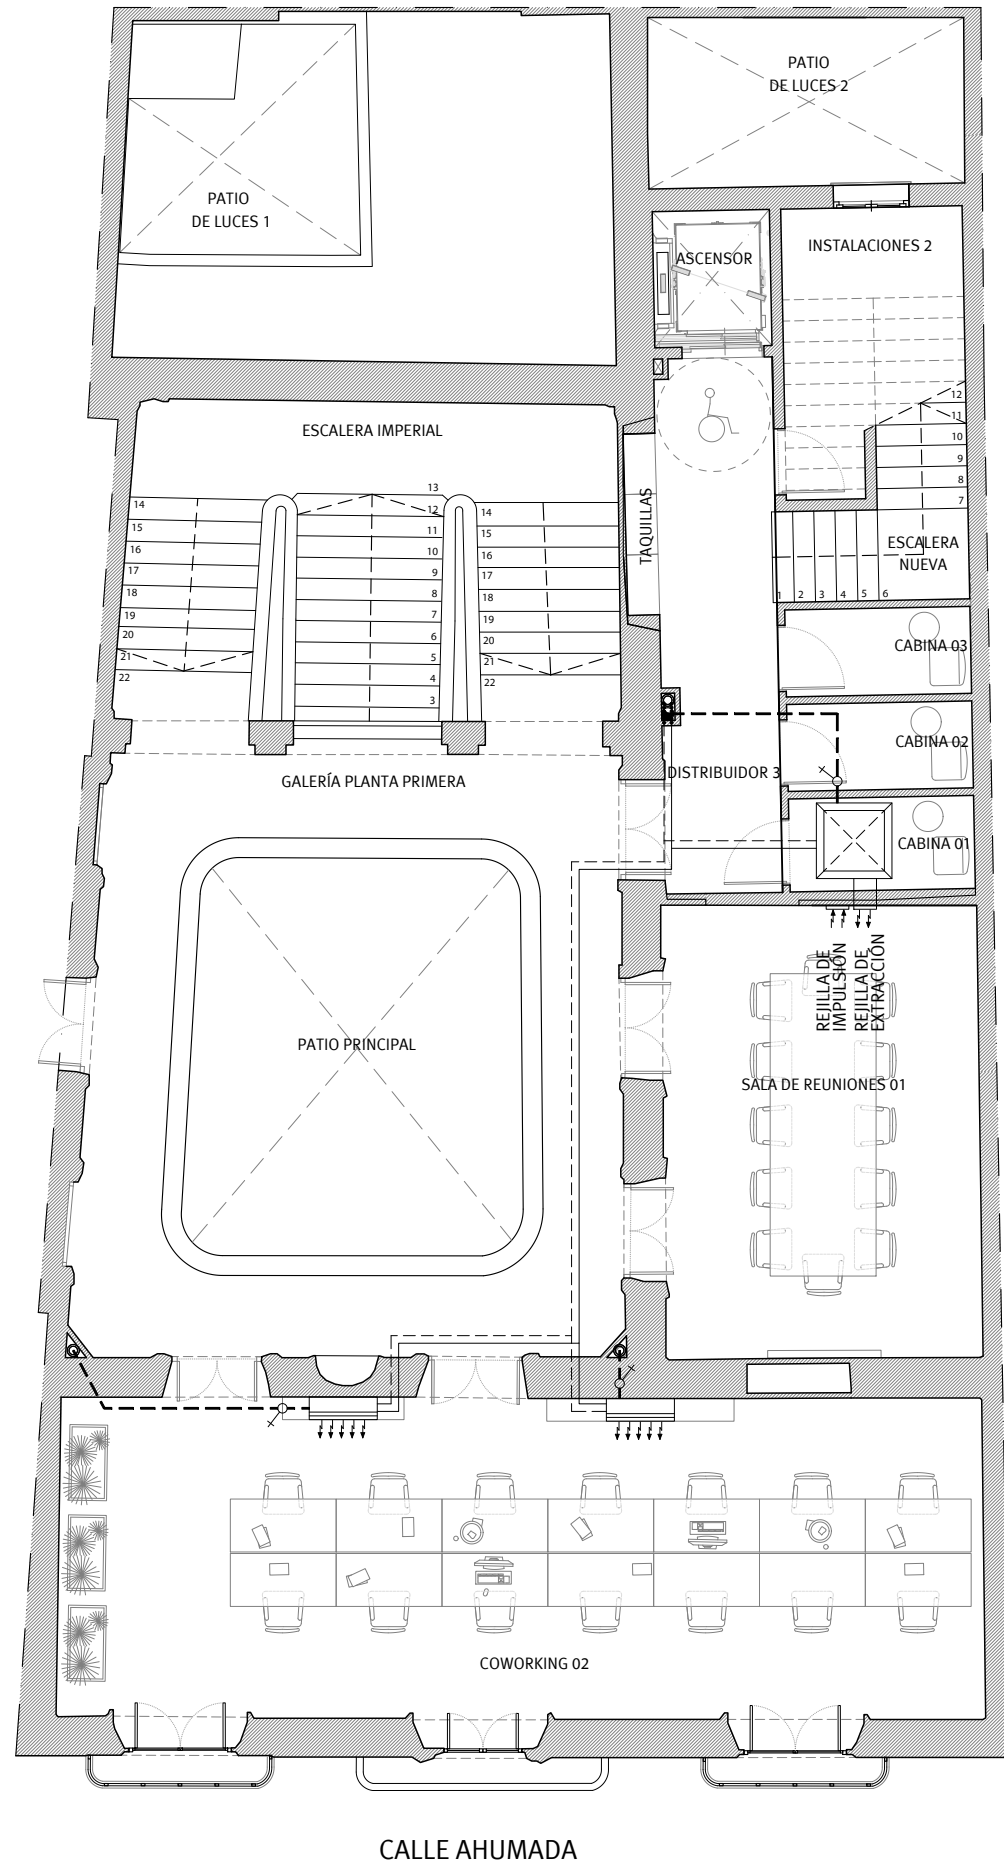 PATIO
DE LUCES 2
PATIO
DE LUCES 1
INSTALACIONES 2
ASCENSOR
ESCALERA IMPERIAL
12
11
10
9
8
7
ESCALERA
NUEVA
1
2
3
4
5
6
TAQUILLAS
13
12
11
10
9
8
7
6
5
4
3
14
15
16
17
18
19
20
21
22
14
15
16
17
18
19
20
21
22
CABINA 03
CABINA 02
DISTRIBUIDOR 3
GALERÍA PLANTA PRIMERA
CABINA 01
REJILLA DE
IMPULSIÓN
REJILLA DE
EXTRACCIÓN
PATIO PRINCIPAL
SALA DE REUNIONES 01
COWORKING 02
CALLE AHUMADA